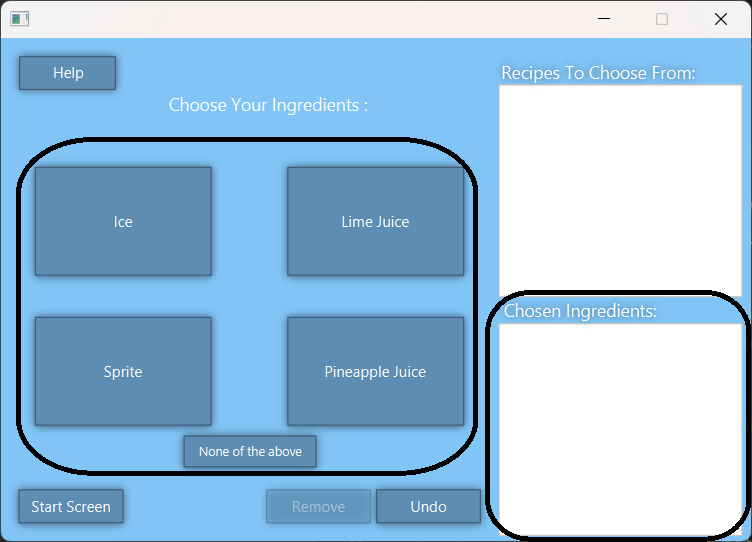 Help
Choose Your Ingredients :
Ice
Lime Juice
Sprite
Pineapple Juice
None of the above
Start Screen
Remove
Undo
Recipes To Choose From:
Chosen Ingredients: